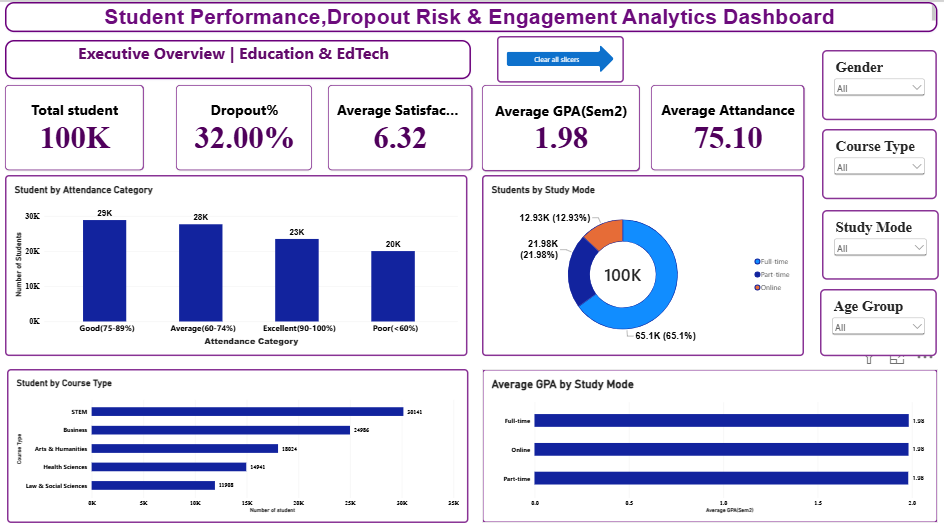 Student Performance,Dropout Risk & Engagement Analytics Dashboard
Executive Overview | Education & EdTech
Clear all slicers
Gender
All
Total student
100K
Dropout%
32.00%
Average Satisfac...
6.32
Average GPA(Sem2)
1.98
Average Attandance
75.10
Course Type
All
Study Mode
All
Age Group
All
Student by Attendance Category
Number of Students
30K
20K
10K
0K
29K
28K
23K
20K
Good(75-89%)
Average(60-74%)
Excellent(90-100%)
Poor(<60%)
Attendance Category
Students by Study Mode
12.93K (12.93%)
21.98K
(21.98%)
100K
65.1K (65.1%)
Full-time
Part-time
Online
Student by Course Type
Course Type
STEM
30141
Business
24986
Arts & Humanities
18024
Health Sciences
14941
Law & Social Sciences
11908
0K
5K
10K
15K
20K
25K
30K
35K
Number of student
Average GPA by Study Mode
Full-time
1.98
Online
1.98
Part-time
1.98
0.0
0.5
1.0
1.5
2.0
Average GPA(Sem2)